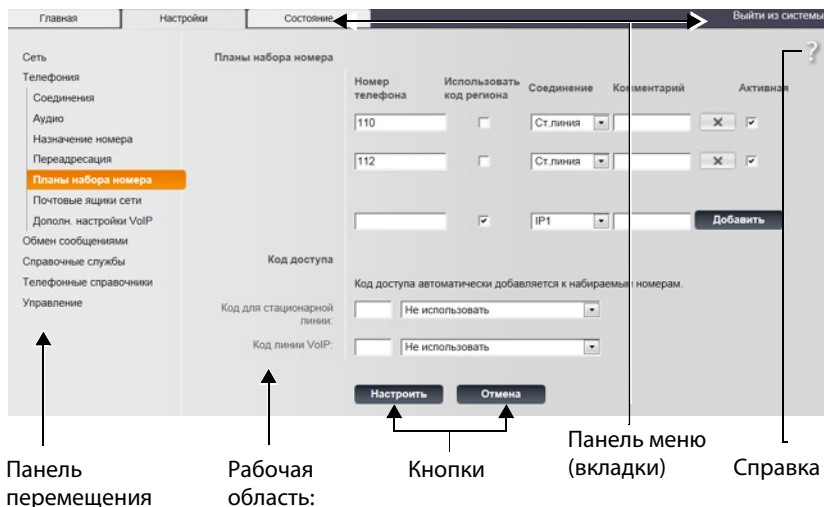 Главная Настройки Состояние Выйти из системы
?
Сеть
Телефония
Соединения
Аудио
Назначение номера
Переадресация
Планы набора номера
Почтовые ящики сети
Дополн. настройки VoIP
Обмен сообщениями
Справочные службы
Телефонные справочники
Управление
Планы набора номера
Номер телефона Использовать код региона Соединение Комментарий Активная
110 Ст.линия ×
112 Ст.линия ×
IP1 Добавить
Код доступа
Код доступа автоматически добавляется к набираемым номерам.
Код для стационарной линии: Не использовать
Код линии VoIP: Не использовать
Настроить Отмена
Панель перемещения
Рабочая область:
Кнопки
Панель меню (вкладки)
Справка